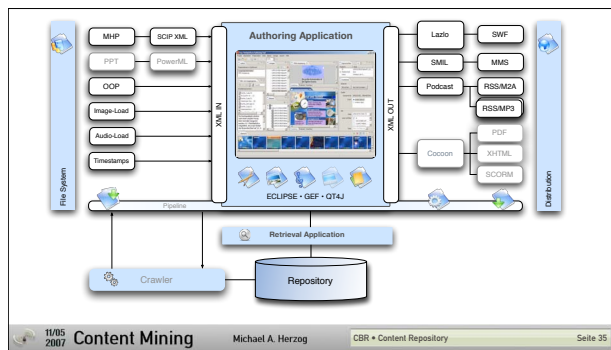 Authoring Application
MHP
SCIP XML
PPT
PowerML
OOP
Image-Load
Audio-Load
Timestamps
File System
XML IN
XML OUT
Lazlo
SWF
SMIL
MMS
Podcast
RSS/M2A
RSS/MP3
Cocoon
PDF
XHTML
SCORM
Distribution
ECLIPSE • GEF • QT4J
Pipeline
Retrieval Application
Crawler
Repository
11/05
2007
Content Mining
Michael A. Herzog
CBR • Content Repository
Seite 35